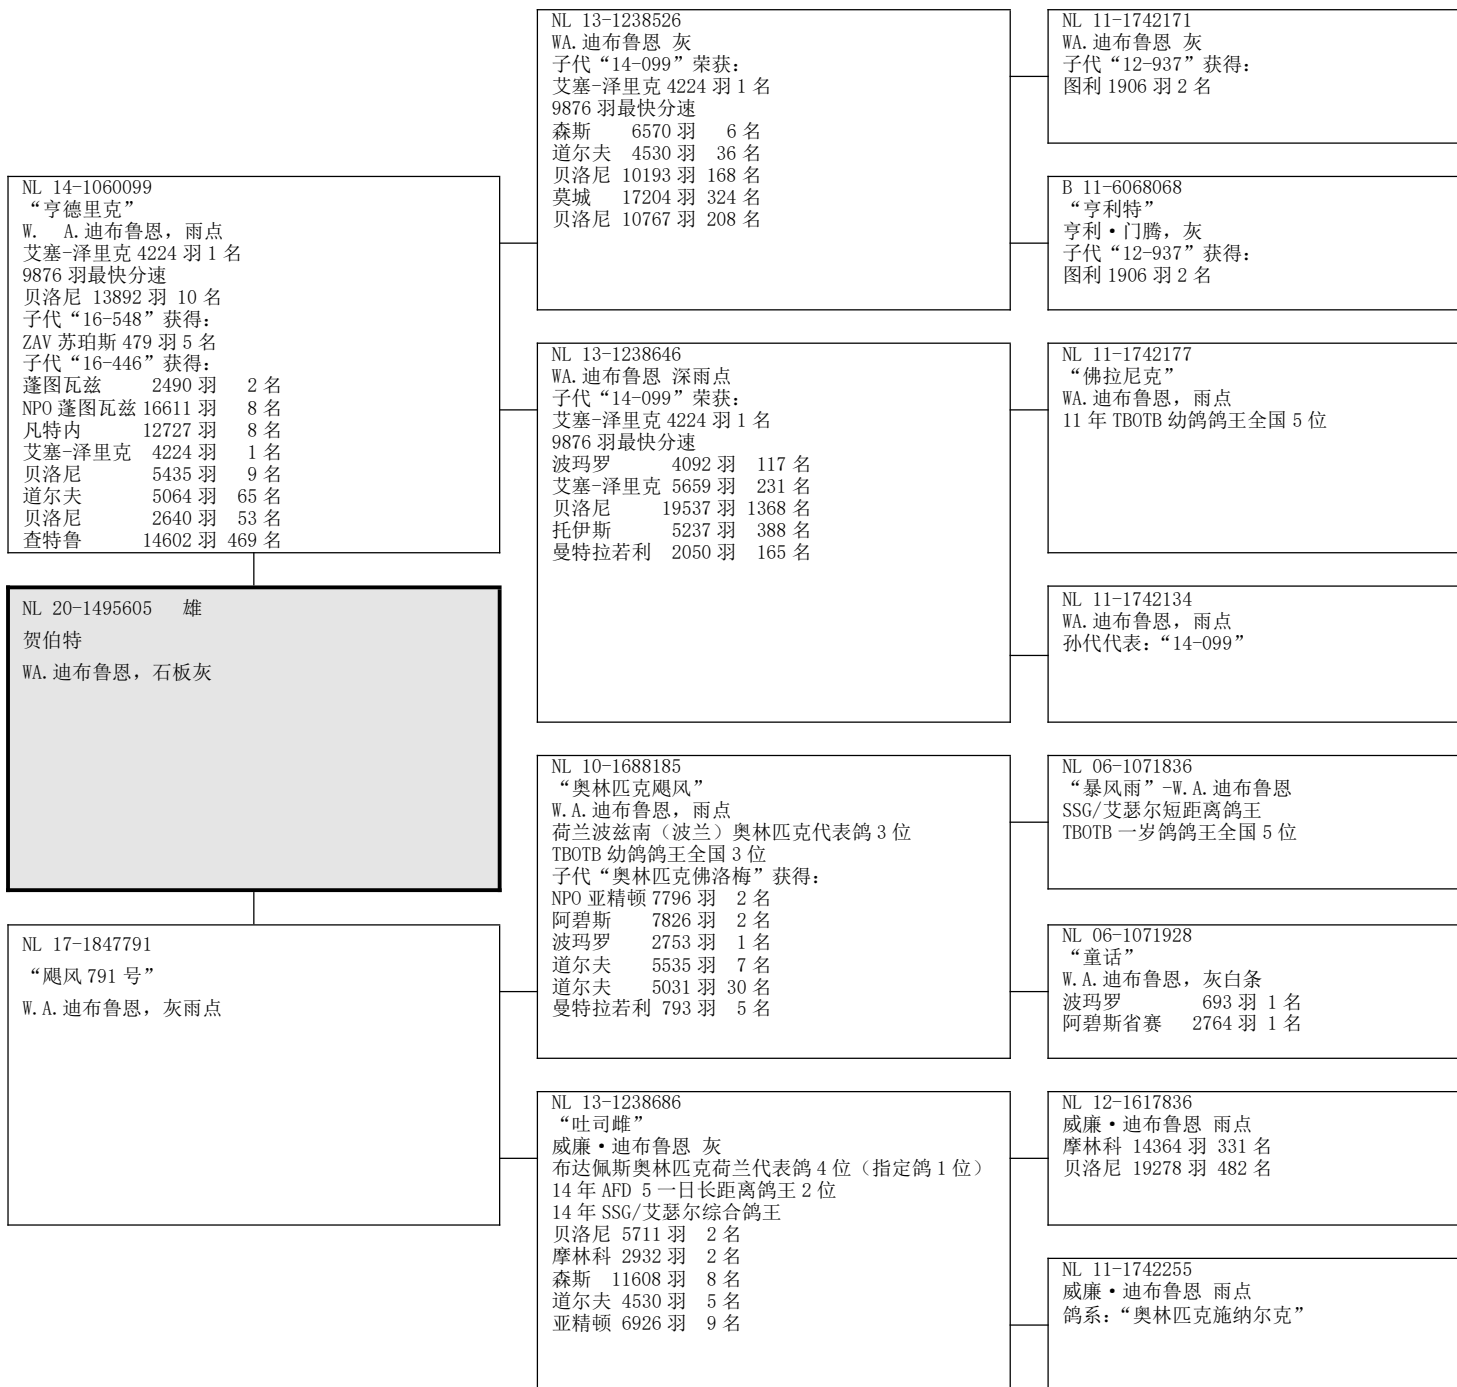 NL 14-1060099
“亨德里克”
W. A.迪布鲁恩，雨点
艾塞-泽里克 4224 羽 1 名
9876 羽最快分速
贝洛尼 13892 羽 10 名
子代“16-548”获得：
ZAV 苏珀斯 479 羽 5 名
子代“16-446”获得：
蓬图瓦兹 2490 羽 2 名
NPO 蓬图瓦兹 16611 羽 8 名
凡特内 12727 羽 8 名
艾塞-泽里克 4224 羽 1 名
贝洛尼 5435 羽 9 名
道尔夫 5064 羽 65 名
贝洛尼 2640 羽 53 名
查特鲁 14602 羽 469 名
NL 20-1495605 雄
贺伯特
WA.迪布鲁恩，石板灰
NL 17-1847791
“飓风 791 号”
W.A.迪布鲁恩，灰雨点
NL 13-1238526
WA.迪布鲁恩 灰
子代“14-099”荣获：
艾塞-泽里克 4224 羽 1 名
9876 羽最快分速
森斯 6570 羽 6 名
道尔夫 4530 羽 36 名
贝洛尼 10193 羽 168 名
莫城 17204 羽 324 名
贝洛尼 10767 羽 208 名
NL 13-1238646
WA.迪布鲁恩 深雨点
子代“14-099”荣获：
艾塞-泽里克 4224 羽 1 名
9876 羽最快分速
波玛罗 4092 羽 117 名
艾塞-泽里克 5659 羽 231 名
贝洛尼 19537 羽 1368 名
托伊斯 5237 羽 388 名
曼特拉若利 2050 羽 165 名
NL 10-1688185
“奥林匹克飓风”
W.A.迪布鲁恩，雨点
荷兰波兹南（波兰）奥林匹克代表鸽 3 位
TBOTB 幼鸽鸽王全国 3 位
子代“奥林匹克佛洛梅”获得：
NPO 亚精顿 7796 羽 2 名
阿碧斯 7826 羽 2 名
波玛罗 2753 羽 1 名
道尔夫 5535 羽 7 名
道尔夫 5031 羽 30 名
曼特拉若利 793 羽 5 名
NL 13-1238686
“吐司雌”
威廉•迪布鲁恩 灰
布达佩斯奥林匹克荷兰代表鸽 4 位（指定鸽 1 位）
14 年 AFD 5 一日长距离鸽王 2 位
14 年 SSG/艾瑟尔综合鸽王
贝洛尼 5711 羽 2 名
摩林科 2932 羽 2 名
森斯 11608 羽 8 名
道尔夫 4530 羽 5 名
亚精顿 6926 羽 9 名
NL 11-1742171
WA.迪布鲁恩 灰
子代“12-937”获得：
图利 1906 羽 2 名
B 11-6068068
“亨利特”
亨利•门腾，灰
子代“12-937”获得：
图利 1906 羽 2 名
NL 11-1742177
“佛拉尼克”
WA.迪布鲁恩，雨点
11 年 TBOTB 幼鸽鸽王全国 5 位
NL 11-1742134
WA.迪布鲁恩，雨点
孙代代表：“14-099”
NL 06-1071836
“暴风雨”-W.A.迪布鲁恩
SSG/艾瑟尔短距离鸽王
TBOTB 一岁鸽鸽王全国 5 位
NL 06-1071928
“童话”
W.A.迪布鲁恩，灰白条
波玛罗 693 羽 1 名
阿碧斯省赛 2764 羽 1 名
NL 12-1617836
威廉•迪布鲁恩 雨点
摩林科 14364 羽 331 名
贝洛尼 19278 羽 482 名
NL 11-1742255
威廉•迪布鲁恩 雨点
鸽系：“奥林匹克施纳尔克”